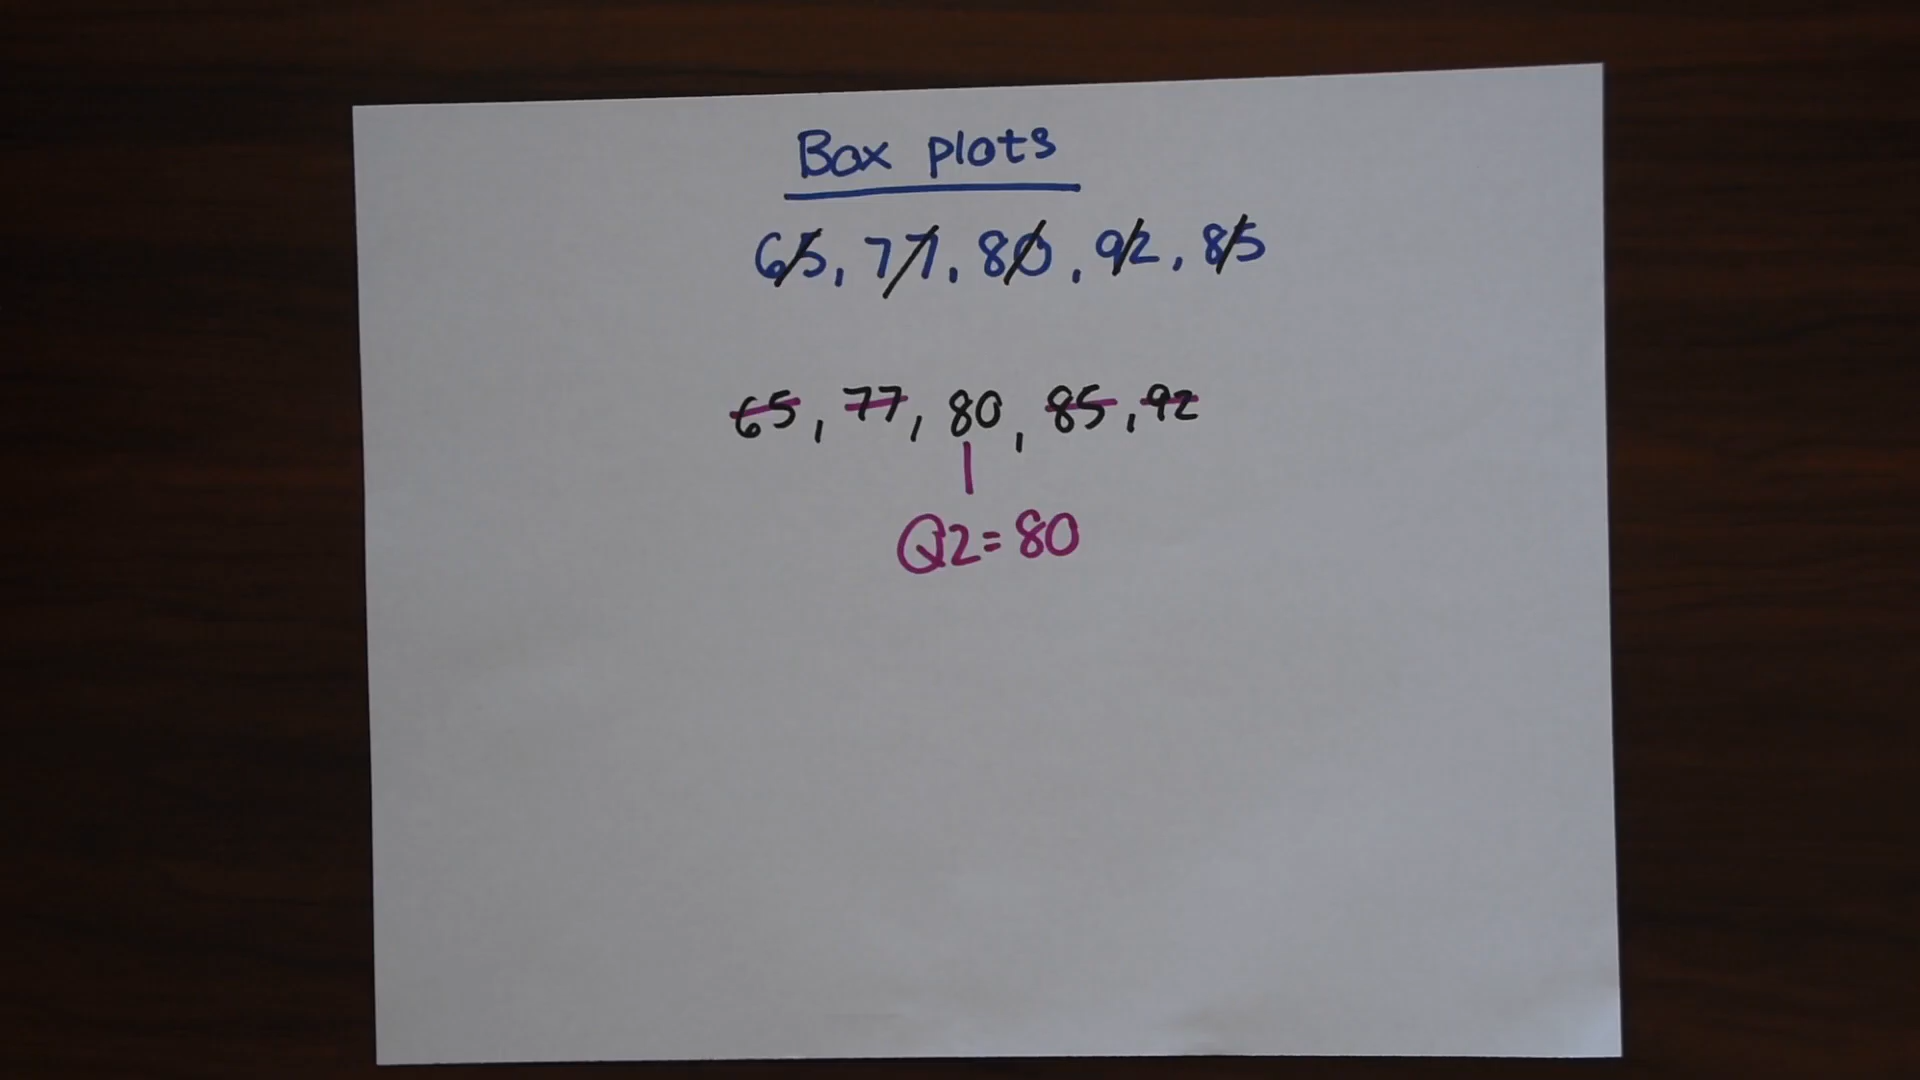 Box plots
65, 77, 80, 92, 85
65, 77, 80, 85, 92
Q2=80